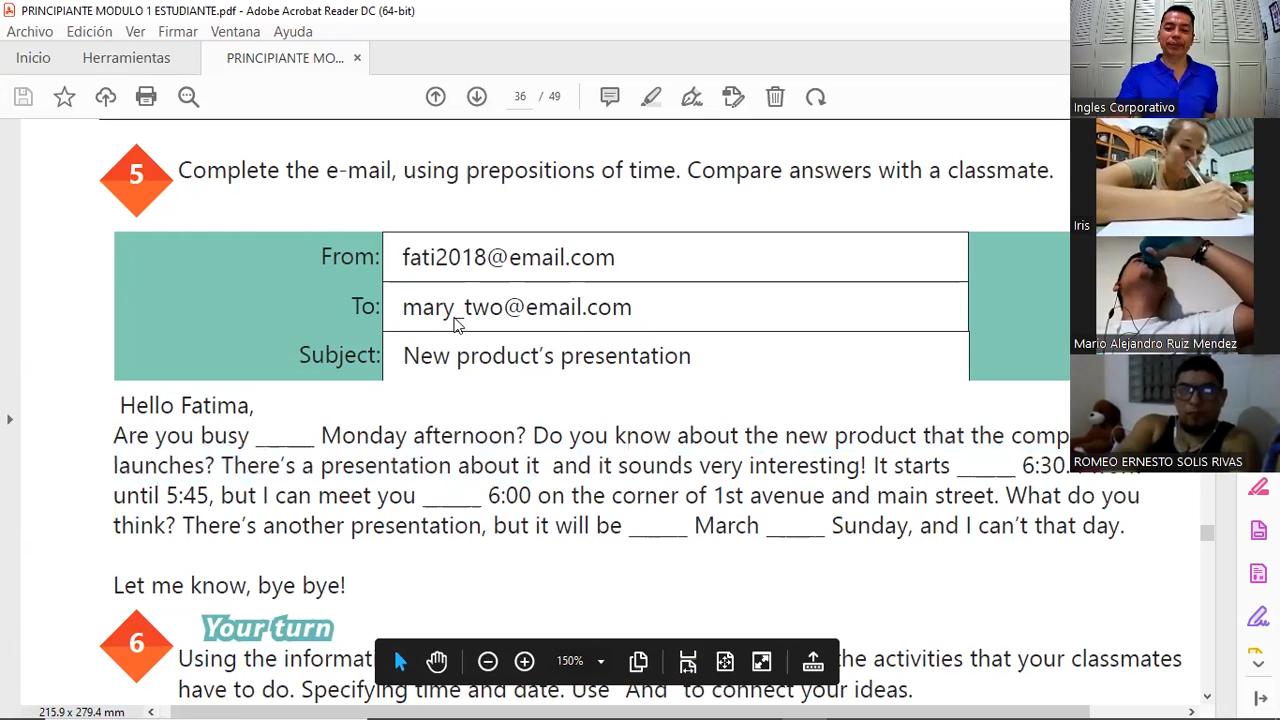 PRINCIPIANTE MODULO 1 ESTUDIANTE.pdf - Adobe Acrobat Reader DC (64-bit)
Archivo Edición Ver Firmar Ventana Ayuda
Inicio Herramientas PRINCIPIANTE MO... ×
36 / 49
5 Complete the e-mail, using prepositions of time. Compare answers with a classmate.
From: fati2018@email.com
To: mary_two@email.com
Subject: New product's presentation
Hello Fatima,
Are you busy ______ Monday afternoon? Do you know about the new product that the comp
launches? There's a presentation about it and it sounds very interesting! It starts ______ 6:30.
until 5:45, but I can meet you ______ 6:00 on the corner of 1st avenue and main street. What do you
think? There's another presentation, but it will be ______ March ______ Sunday, and I can't that day.
Let me know, bye bye!
6 Your turn
Using the informati the activities that your classmates
have to do. Specifying time and date. Use "And" to connect your ideas.
150%
215.9 x 279.4 mm
Ingles Corporativo
Iris
Mario Alejandro Ruiz Mendez
ROMEO ERNESTO SOLIS RIVAS